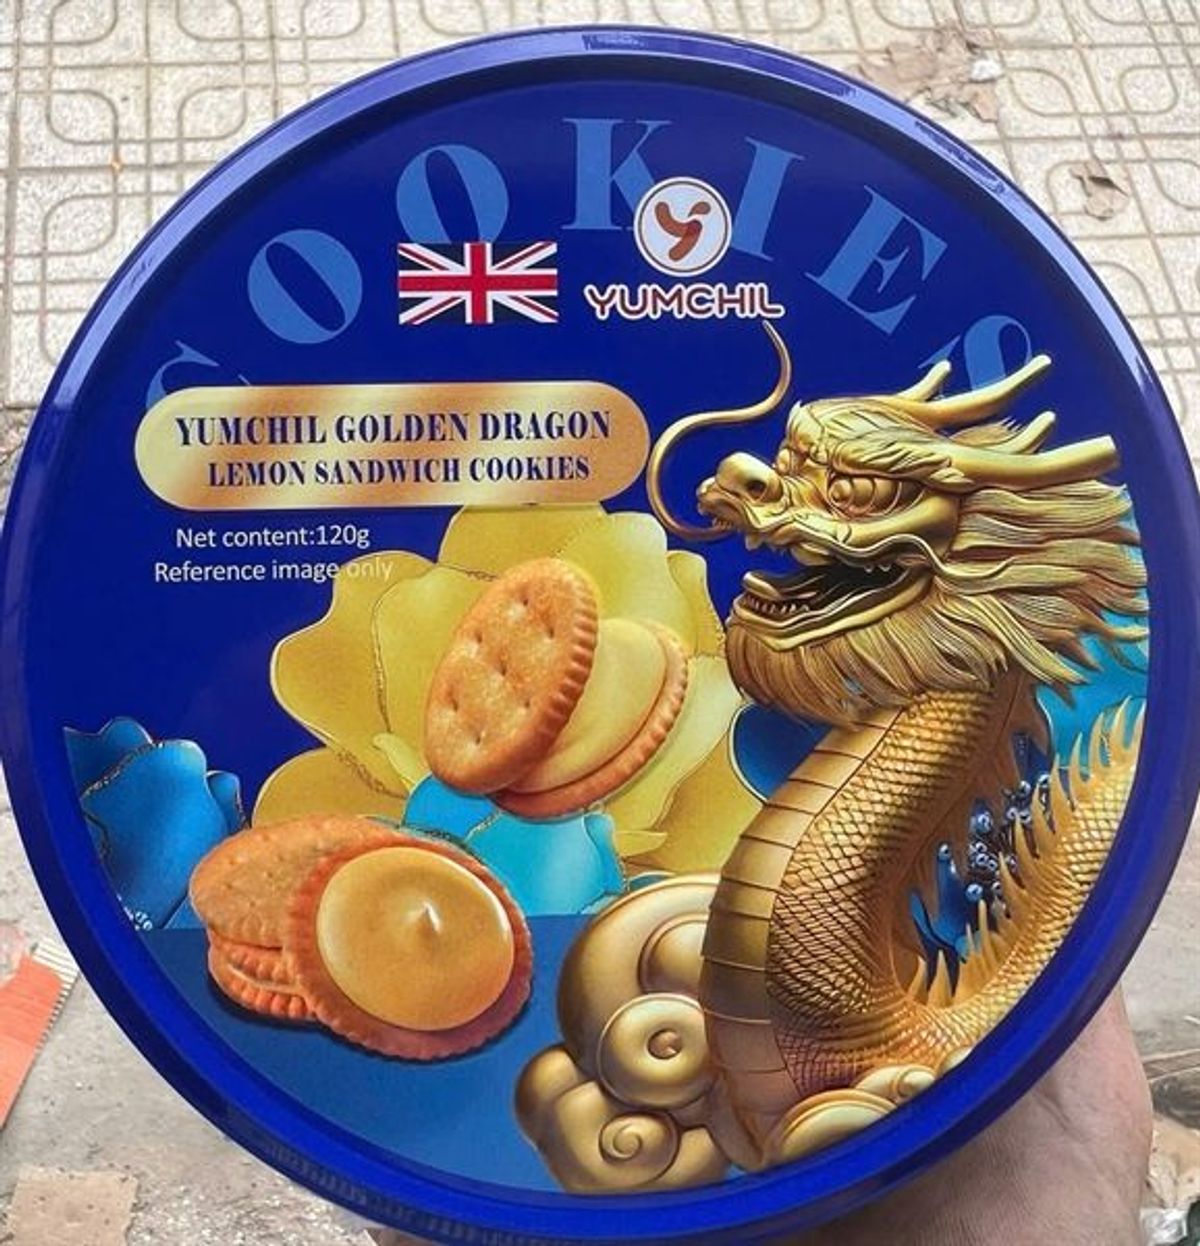 COOKIES
Y
YUMCHIL
YUMCHIL GOLDEN DRAGON
LEMON SANDWICH COOKIES
Net content:120g
Reference image only